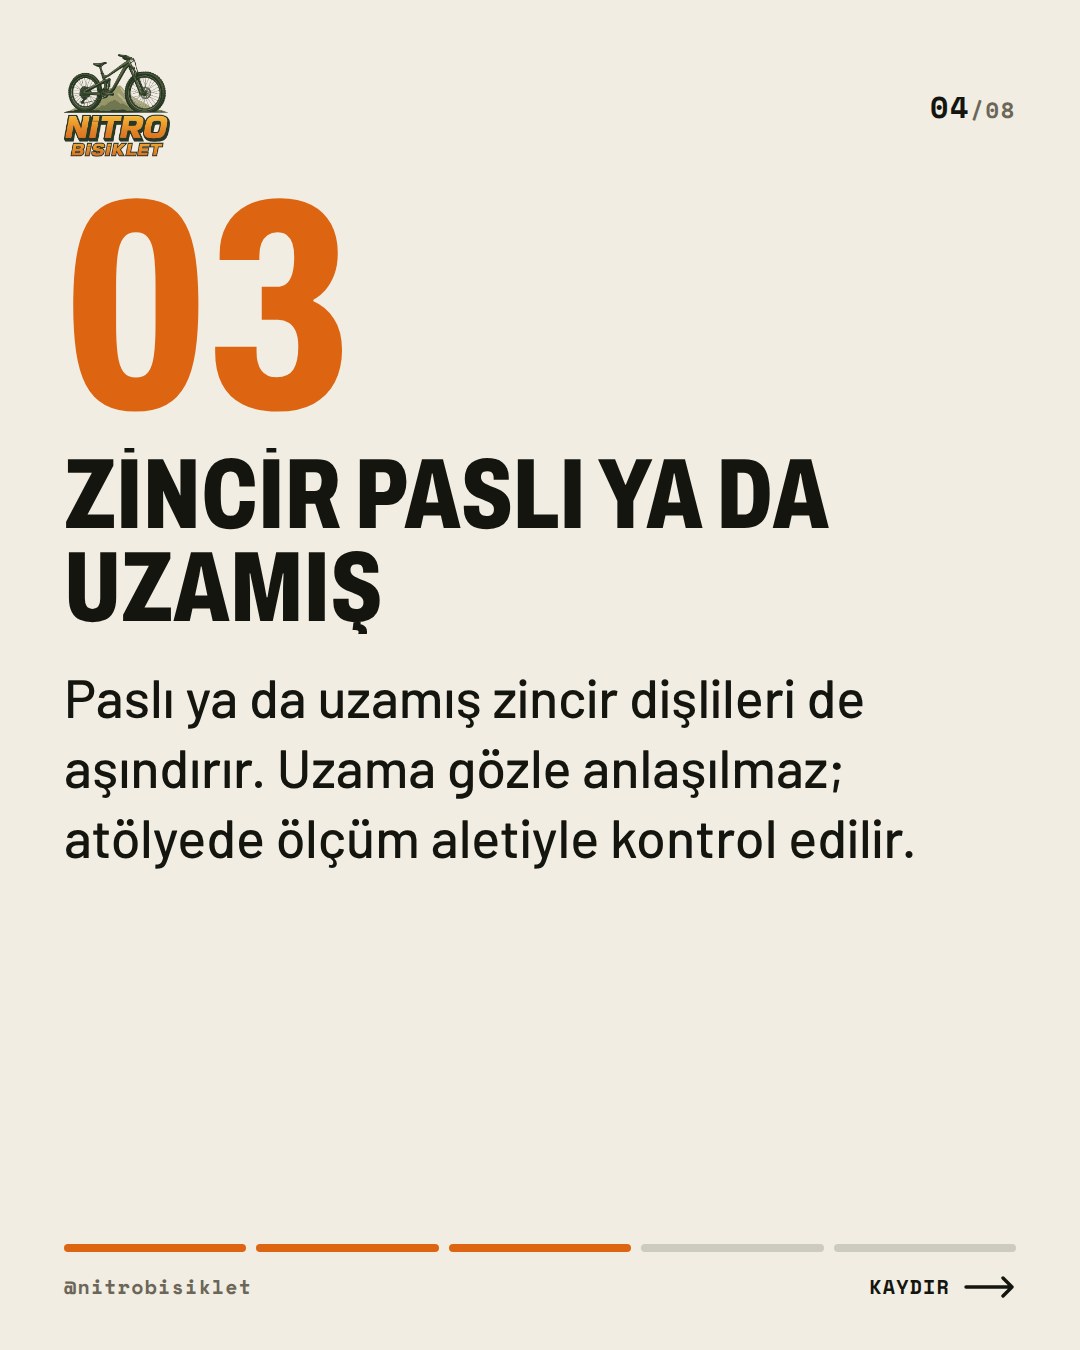 NiTRO
BISIKLET
04/08
03
ZİNCİR PASLI YA DA
UZAMIŞ
Paslı ya da uzamış zincir dişlileri de
aşındırır. Uzama gözle anlaşılmaz;
atölyede ölçüm aletiyle kontrol edilir.
@nitrobisiklet
KAYDIR